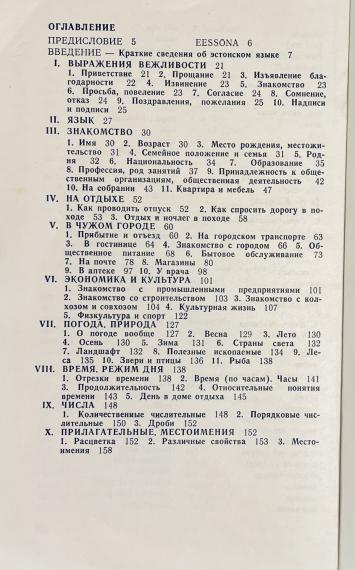 ОГЛАВЛЕНИЕ
ПРЕДИСЛОВИЕ 5 EESSONA 6
ВВЕДЕНИЕ — Краткие сведения об эстонском языке 7
I. ВЫРАЖЕНИЯ ВЕЖЛИВОСТИ 21
1. Приветствие 21 2. Прощание 21 3. Изъявление бла-
годарности 22 4. Извинение 23 5. Знакомство 23
6. Просьба, повеление 23 7. Согласие 24 8. Сомнение,
отказ 24 9. Поздравления, пожелания 25 10. Надписи
и подписи 25
II. ЯЗЫК 27
III. ЗНАКОМСТВО 30
1. Имя 30 2. Возраст 30 3. Место рождения, местожи-
тельство 31 4. Семейное положение и семья 31 5. Род-
ня 32 6. Национальность 34 7. Образование 35
8. Профессия, род занятий 37 9. Принадлежность к обще-
ственным организациям, общественная деятельность 42
10. На собрании 43 11. Квартира и мебель 47
IV. НА ОТДЫХЕ 52
1. Как проводить отпуск 52 2. Как спросить дорогу в по-
ходе 53 3. Отдых и ночлег в походе 58
V. В ЧУЖОМ ГОРОДЕ 60
1. Прибытие и отъезд 60 2. На городском транспорте 63
3. В гостинице 64 4. Знакомство с городом 66 5. Об-
щественное питание 68 6. Бытовое обслуживание 73
7. На почте 78 8. Магазины 80
9. В аптеке 97 10. У врача 98
VI. ЭКОНОМИКА И КУЛЬТУРА 101
1. Знакомство с промышленными предприятиями 101
2. Знакомство со строительством 103 3. Знакомство с кол-
хозом и совхозом 104 4. Культурная жизнь 107
5. Физкультура и спорт 122
VII. ПОГОДА, ПРИРОДА 127
1. О погоде вообще 127 2. Весна 129 3. Лето 130
4. Осень 130 5. Зима 131 6. Страны света 132
7. Ландшафт 132 8. Полезные ископаемые 134 9. Ле-
са 135 10. Звери и птицы 136 11. Рыба 138
VIII. ВРЕМЯ, РЕЖИМ ДНЯ 138
1. Отрезки времени 138 2. Время (по часам). Часы 141
3. Продолжительность 142 4. Относительные понятия
времени 143 5. День в доме отдыха 145
IX. ЧИСЛА 148
1. Количественные числительные 148 2. Порядковые чис-
лительные 150 3. Дроби 152
X. ПРИЛАГАТЕЛЬНЫЕ, МЕСТОИМЕНИЯ 152
1. Расцветка 152 2. Различные свойства 153 3. Место-
имения 158